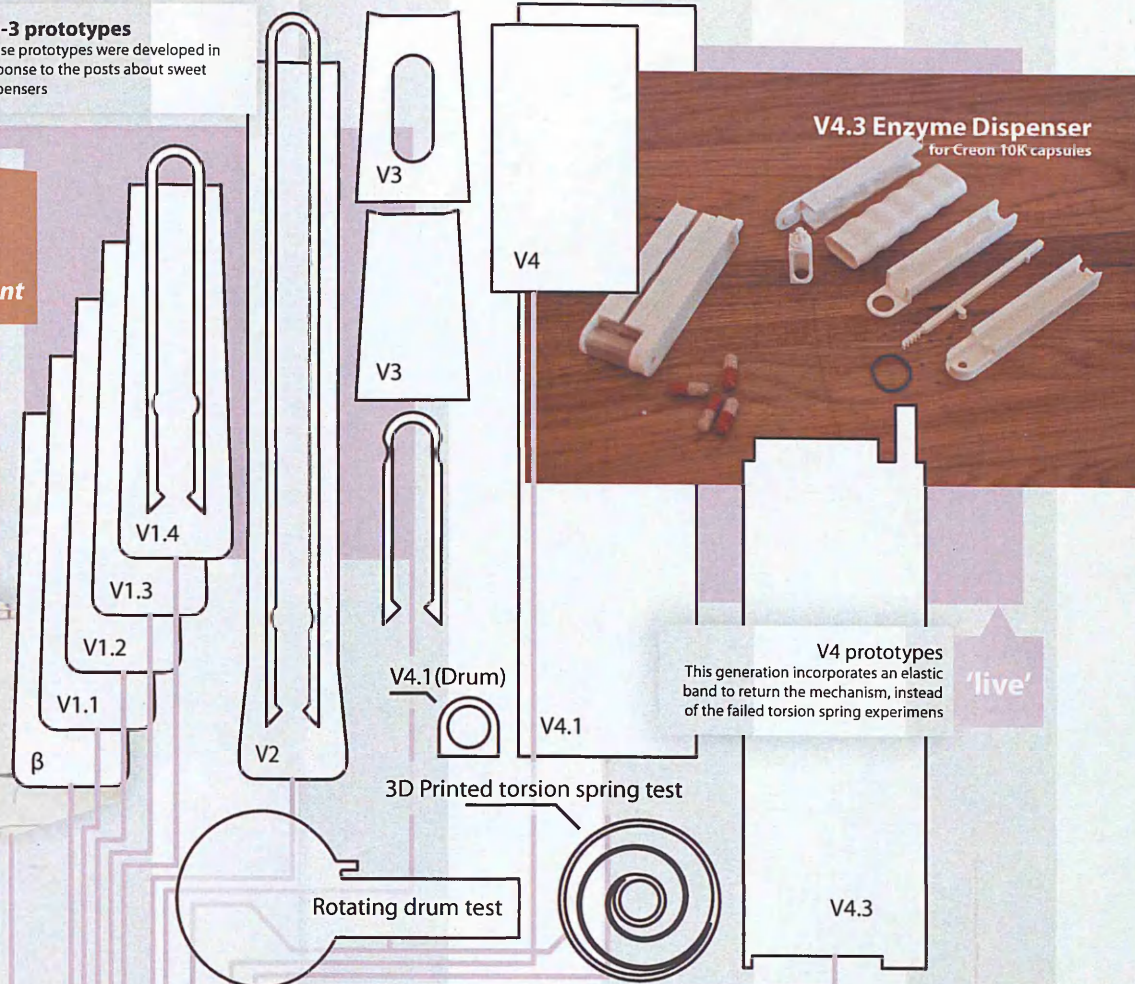 -3 prototypes
se prototypes were developed in
ponse to the posts about sweet
pensers
V4.3 Enzyme Dispenser
for Creon 10K capsules
nt
V3
V4
V3
V1.4
V1.3
V1.2
V1.1
β
V2
V4.1(Drum)
V4.1
V4 prototypes
This generation incorporates an elastic
band to return the mechanism, instead
of the failed torsion spring experimens
'live'
3D Printed torsion spring test
Rotating drum test
V4.3